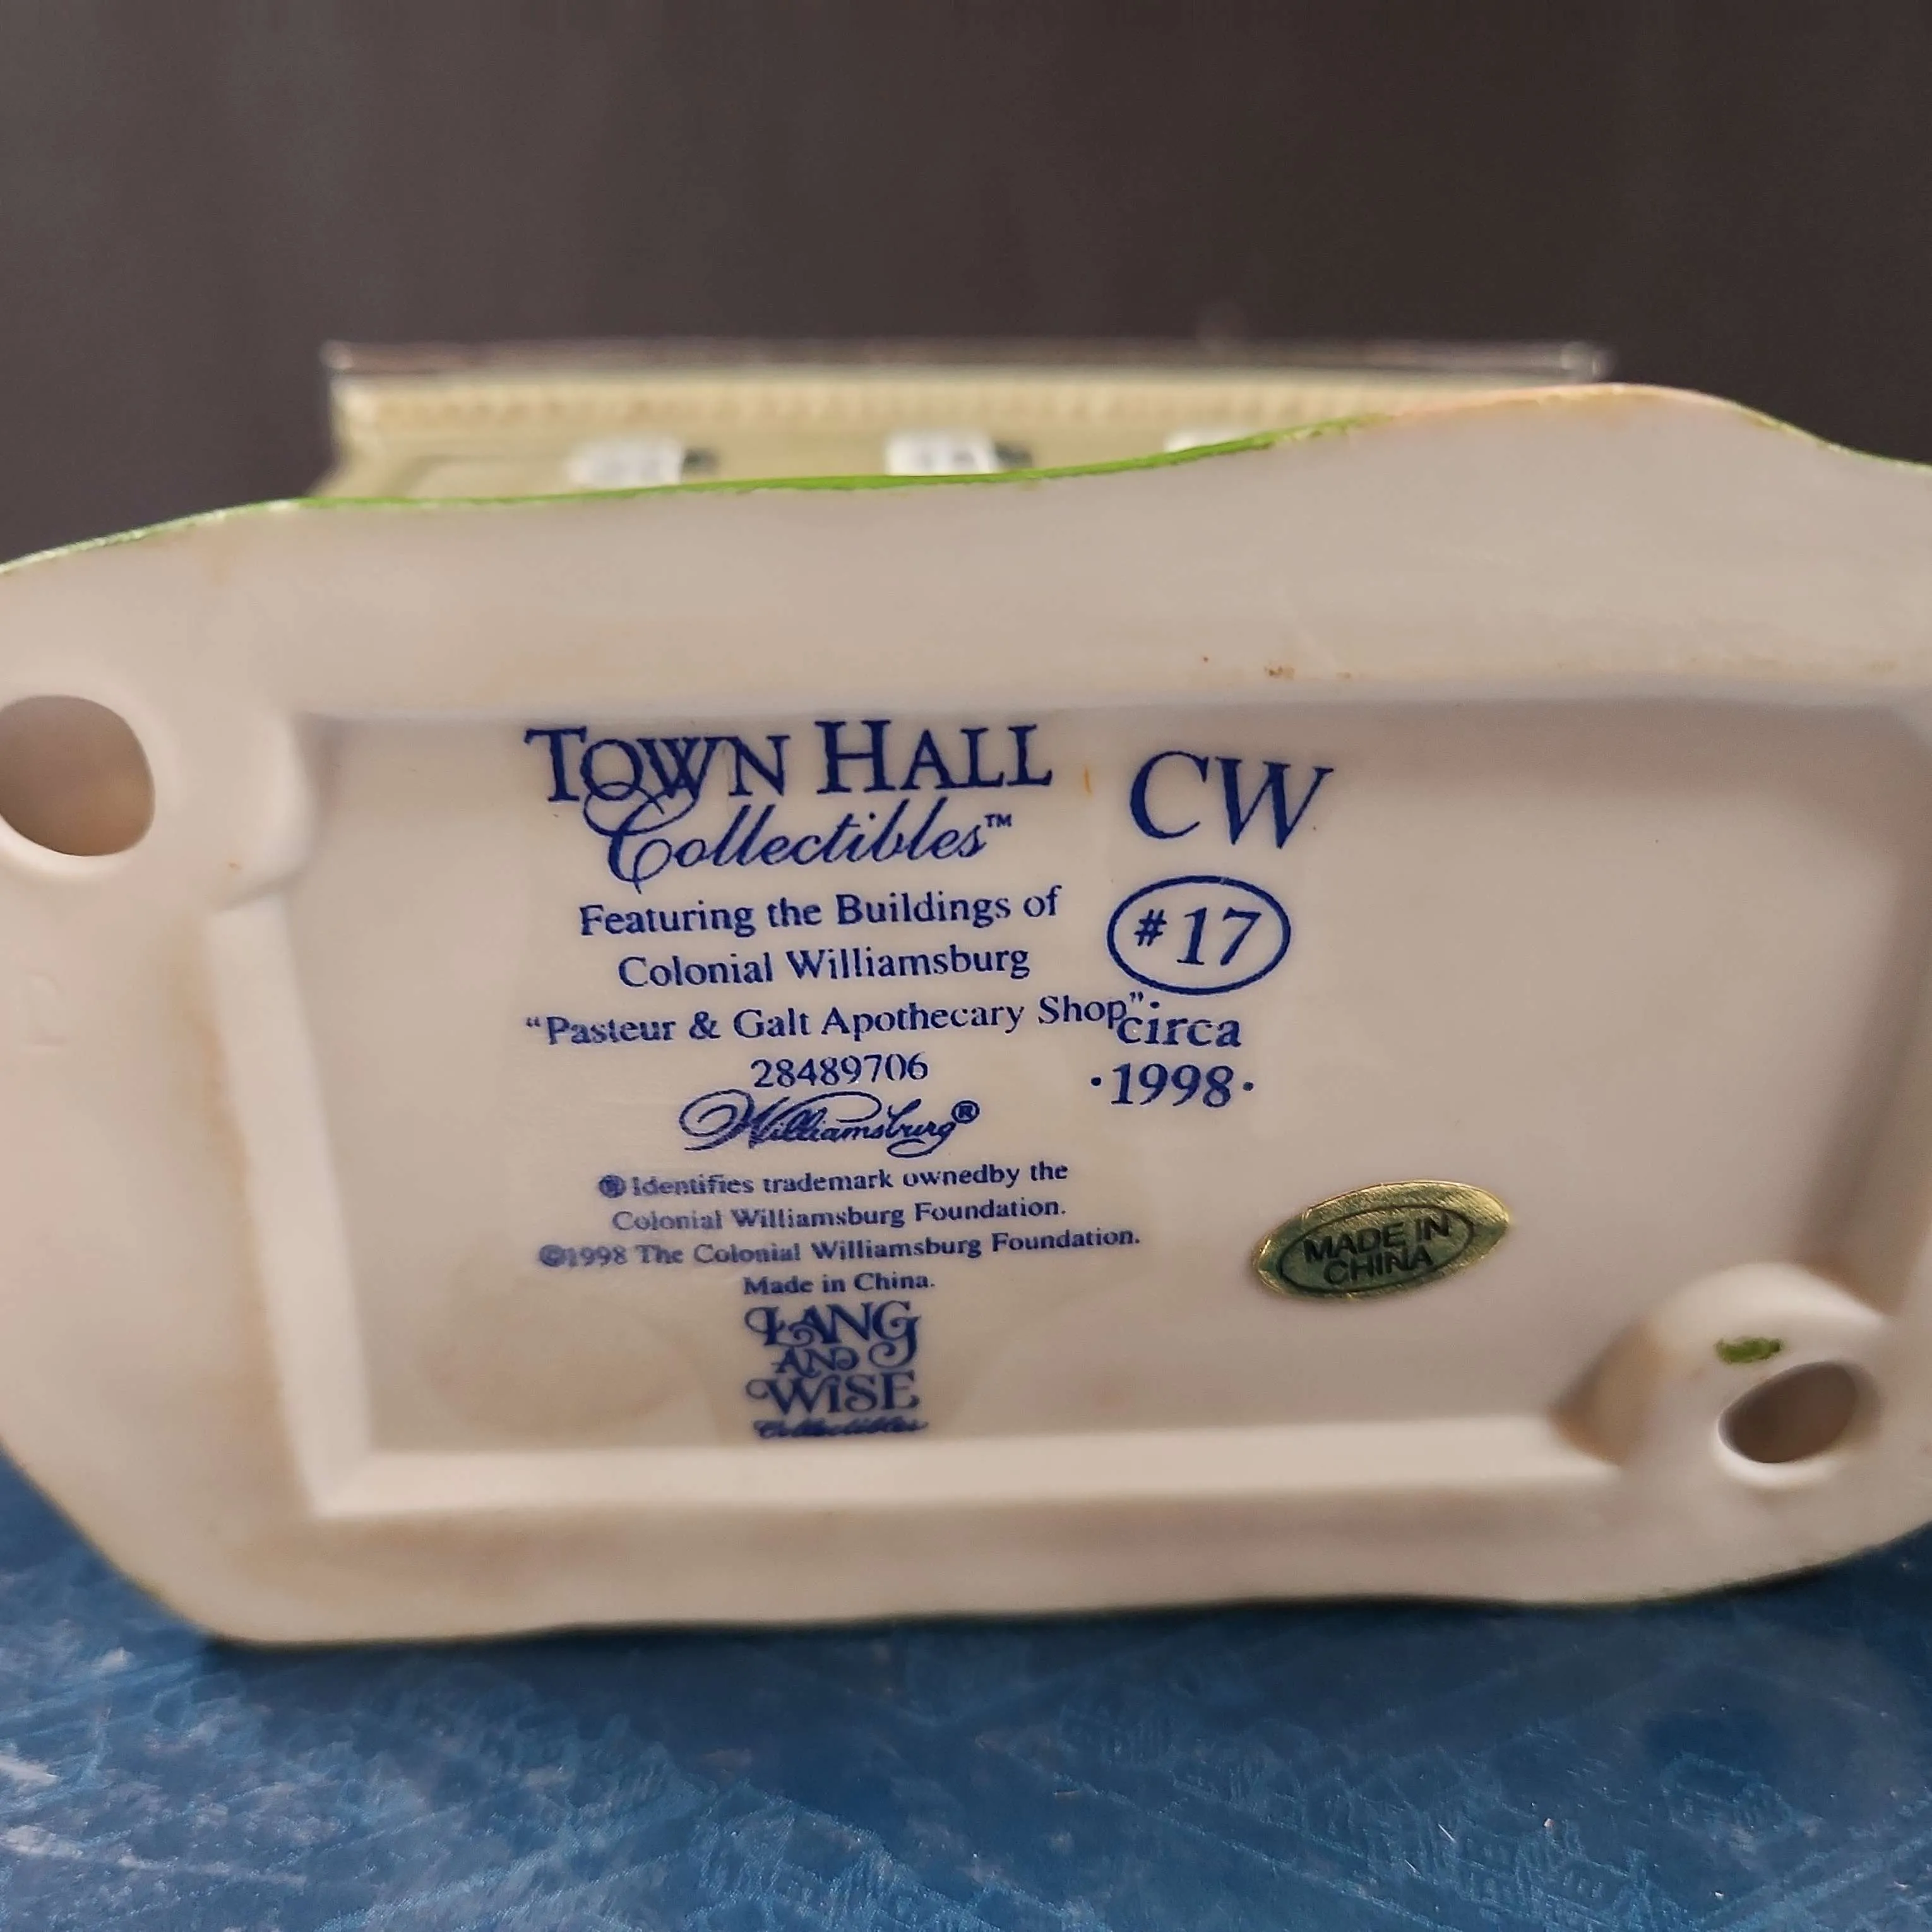 TOWN HALL
Collectibles™
Featuring the Buildings of
Colonial Williamsburg
"Pasteur & Galt Apothecary Shop"
28489706
Williamsburg®
® Identifies trademark ownedby the
Colonial Williamsburg Foundation.
©1998 The Colonial Williamsburg Foundation.
Made in China.
LANG
AND
WISE
Collectibles
CW
#17
·circa
·1998·
MADE IN
CHINA